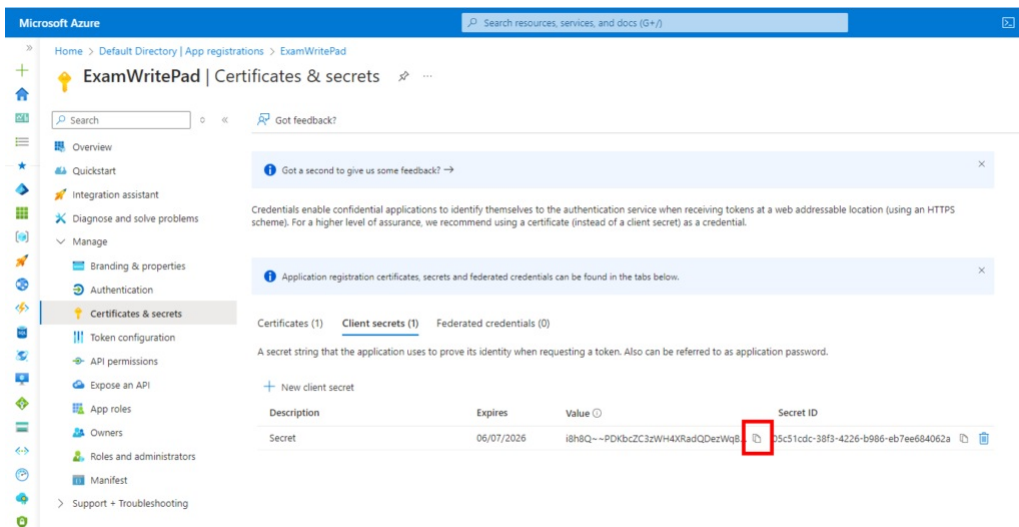 Microsoft Azure
Search resources, services, and docs (G+/)
Home > Default Directory | App registrations > ExamWritePad
ExamWritePad | Certificates & secrets
Search
Got feedback?
Overview
Quickstart
Integration assistant
Diagnose and solve problems
Manage
Branding & properties
Authentication
Certificates & secrets
Token configuration
API permissions
Expose an API
App roles
Owners
Roles and administrators
Manifest
Support + Troubleshooting
Got a second to give us some feedback?
Credentials enable confidential applications to identify themselves to the authentication service when receiving tokens at a web addressable location (using an HTTPS
scheme). For a higher level of assurance, we recommend using a certificate (instead of a client secret) as a credential.
Application registration certificates, secrets and federated credentials can be found in the tabs below.
Certificates (1) Client secrets (1) Federated credentials (0)
A secret string that the application uses to prove its identity when requesting a token. Also can be referred to as application password.
New client secret
Description Expires Value Secret ID
Secret 06/07/2026